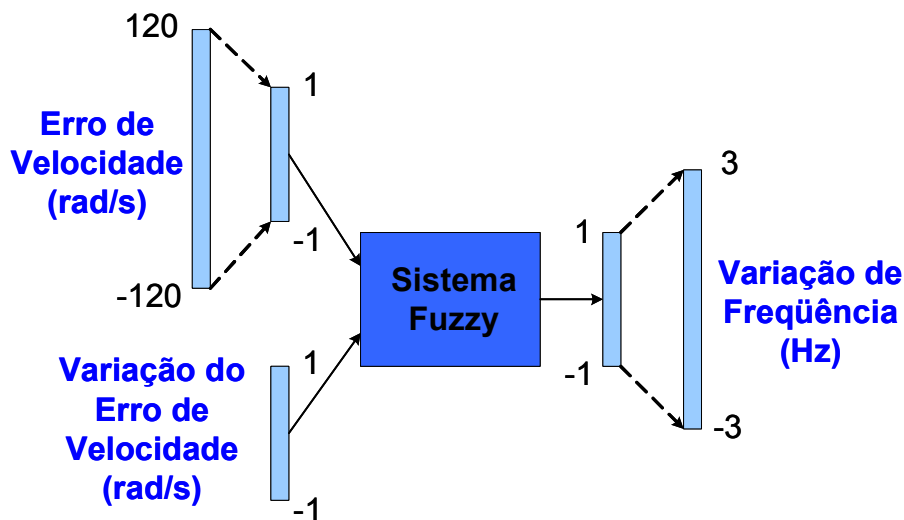 120
1
Erro de
Velocidade
(rad/s)
-1
-120
Variação do
Erro de
Velocidade
(rad/s)
1
-1
Sistema
Fuzzy
1
-1
3
-3
Variação de
Freqüência
(Hz)